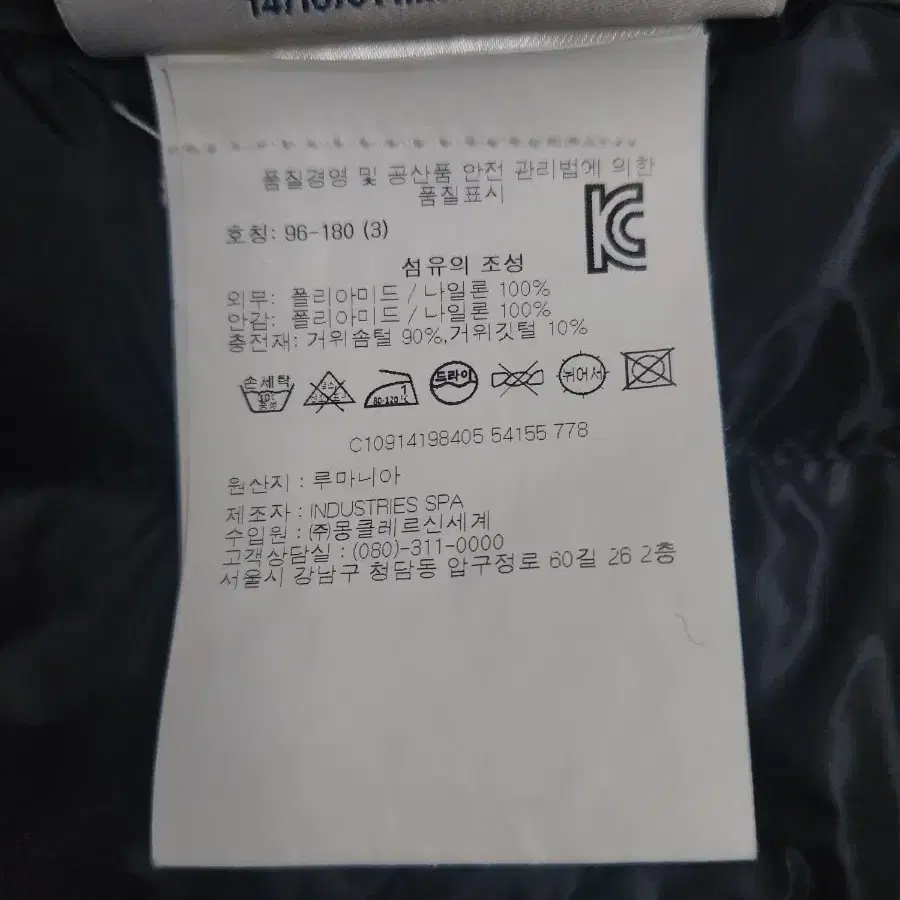 품질경영 및 공산품 안전 관리법에 의한
품질표시
호칭: 96-180 (3)
섬유의 조성
외부: 폴리아미드 / 나일론 100%
안감: 폴리아미드 / 나일론 100%
충전재: 거위솜털 90%,거위깃털 10%
손세탁 30℃ 중성 1 80-120℃ 드라이 뉘어서
C10914198405 54155 778
원산지 : 루마니아
제조자 : INDUSTRIES SPA
수입원 : (주)몽클레르신세계
고객상담실 : (080)-311-0000
서울시 강남구 청담동 압구정로 60길 26 2층